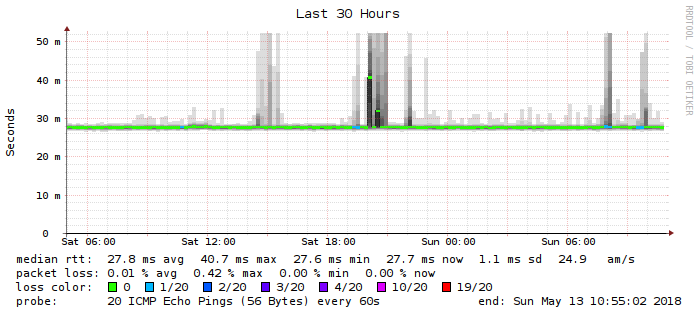 Last 30 Hours
RRDTOOL / TOBI OETIKER
Seconds
50 m
40 m
30 m
20 m
10 m
0
Sat 06:00 Sat 12:00 Sat 18:00 Sun 00:00 Sun 06:00
median rtt: 27.8 ms avg 40.7 ms max 27.6 ms min 27.7 ms now 1.1 ms sd 24.9 am/s
packet loss: 0.01 % avg 0.42 % max 0.00 % min 0.00 % now
loss color: 0 1/20 2/20 3/20 4/20 10/20 19/20
probe: 20 ICMP Echo Pings (56 Bytes) every 60s end: Sun May 13 10:55:02 2018